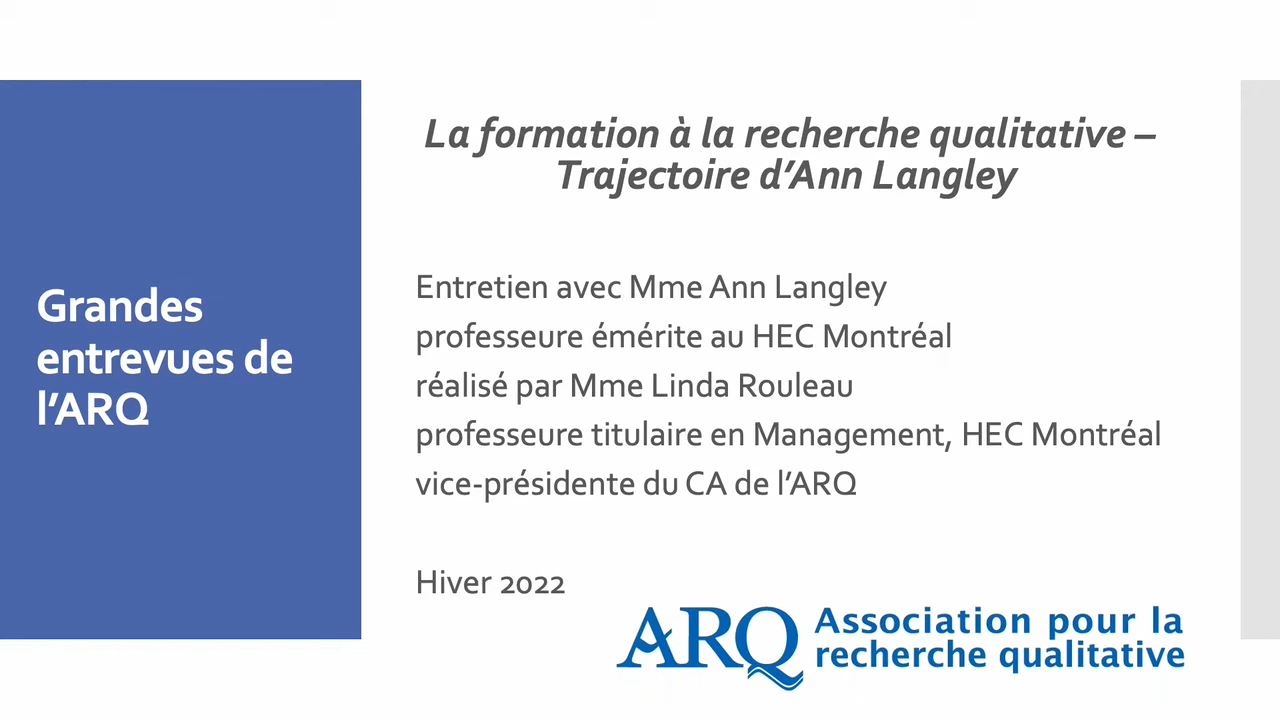 Grandes
entrevues de
l’ARQ
La formation à la recherche qualitative –
Trajectoire d’Ann Langley
Entretien avec Mme Ann Langley
professeure émérite au HEC Montréal
réalisé par Mme Linda Rouleau
professeure titulaire en Management, HEC Montréal
vice-présidente du CA de l’ARQ
Hiver 2022
ARQ
Association pour la
recherche qualitative